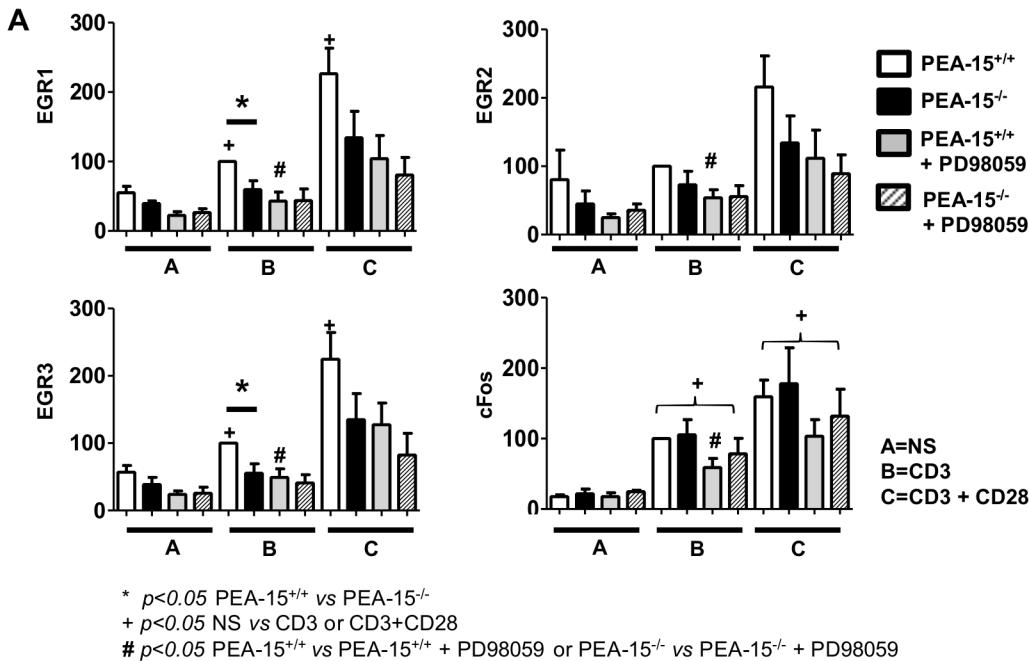 A
EGR1
300
200
100
0
+
*
#
+
A
B
C
EGR2
300
200
100
0
#
A
B
C
PEA-15+/+
PEA-15-/-
PEA-15+/+
+ PD98059
PEA-15-/-
+ PD98059
EGR3
300
200
100
0
+
*
#
+
A
B
C
cFos
300
200
100
0
+
#
+
A
B
C
A=NS
B=CD3
C=CD3 + CD28
* p<0.05 PEA-15+/+ vs PEA-15-/-
+ p<0.05 NS vs CD3 or CD3+CD28
# p<0.05 PEA-15+/+ vs PEA-15+/+ + PD98059 or PEA-15-/- vs PEA-15-/- + PD98059